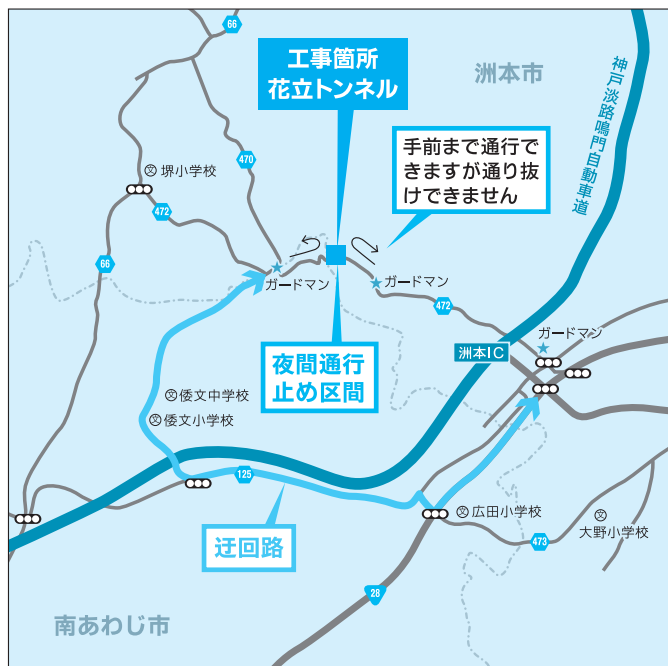 66
工事箇所
花立トンネル
洲本市
神戸淡路鳴門自動車道
手前まで通行で
きますが通り抜
けできません
470
堺小学校
文
472
66
ガードマン
ガードマン
472
ガードマン
洲本IC
夜間通行
止め区間
文
倭文中学校
文
倭文小学校
125
迂回路
文
広田小学校
文
大野小学校
473
28
南あわじ市